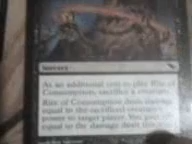 Sorcery
As an additional cost to play Rite of
Consumption, sacrifice a creature.
Rite of Consumption deals damage
equal to the sacrificed creature's
power to target player. You gain life
equal to the damage dealt this way.